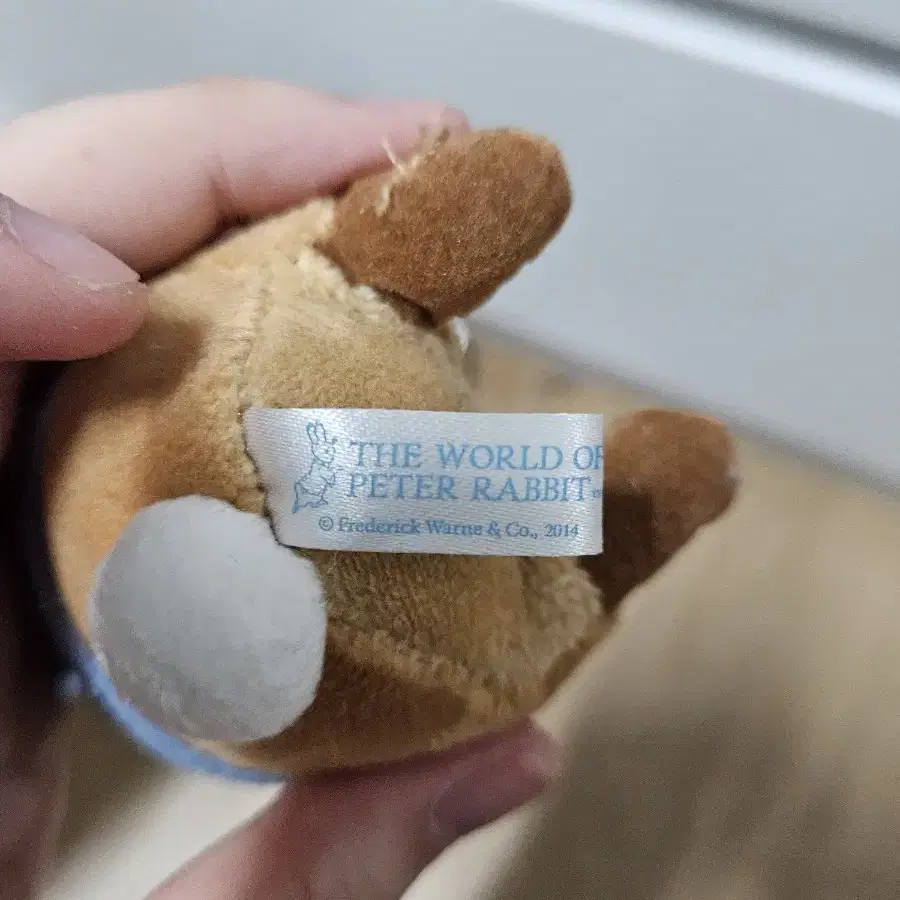 THE WORLD OF
PETER RABBIT
© Frederick Warne & Co., 2014